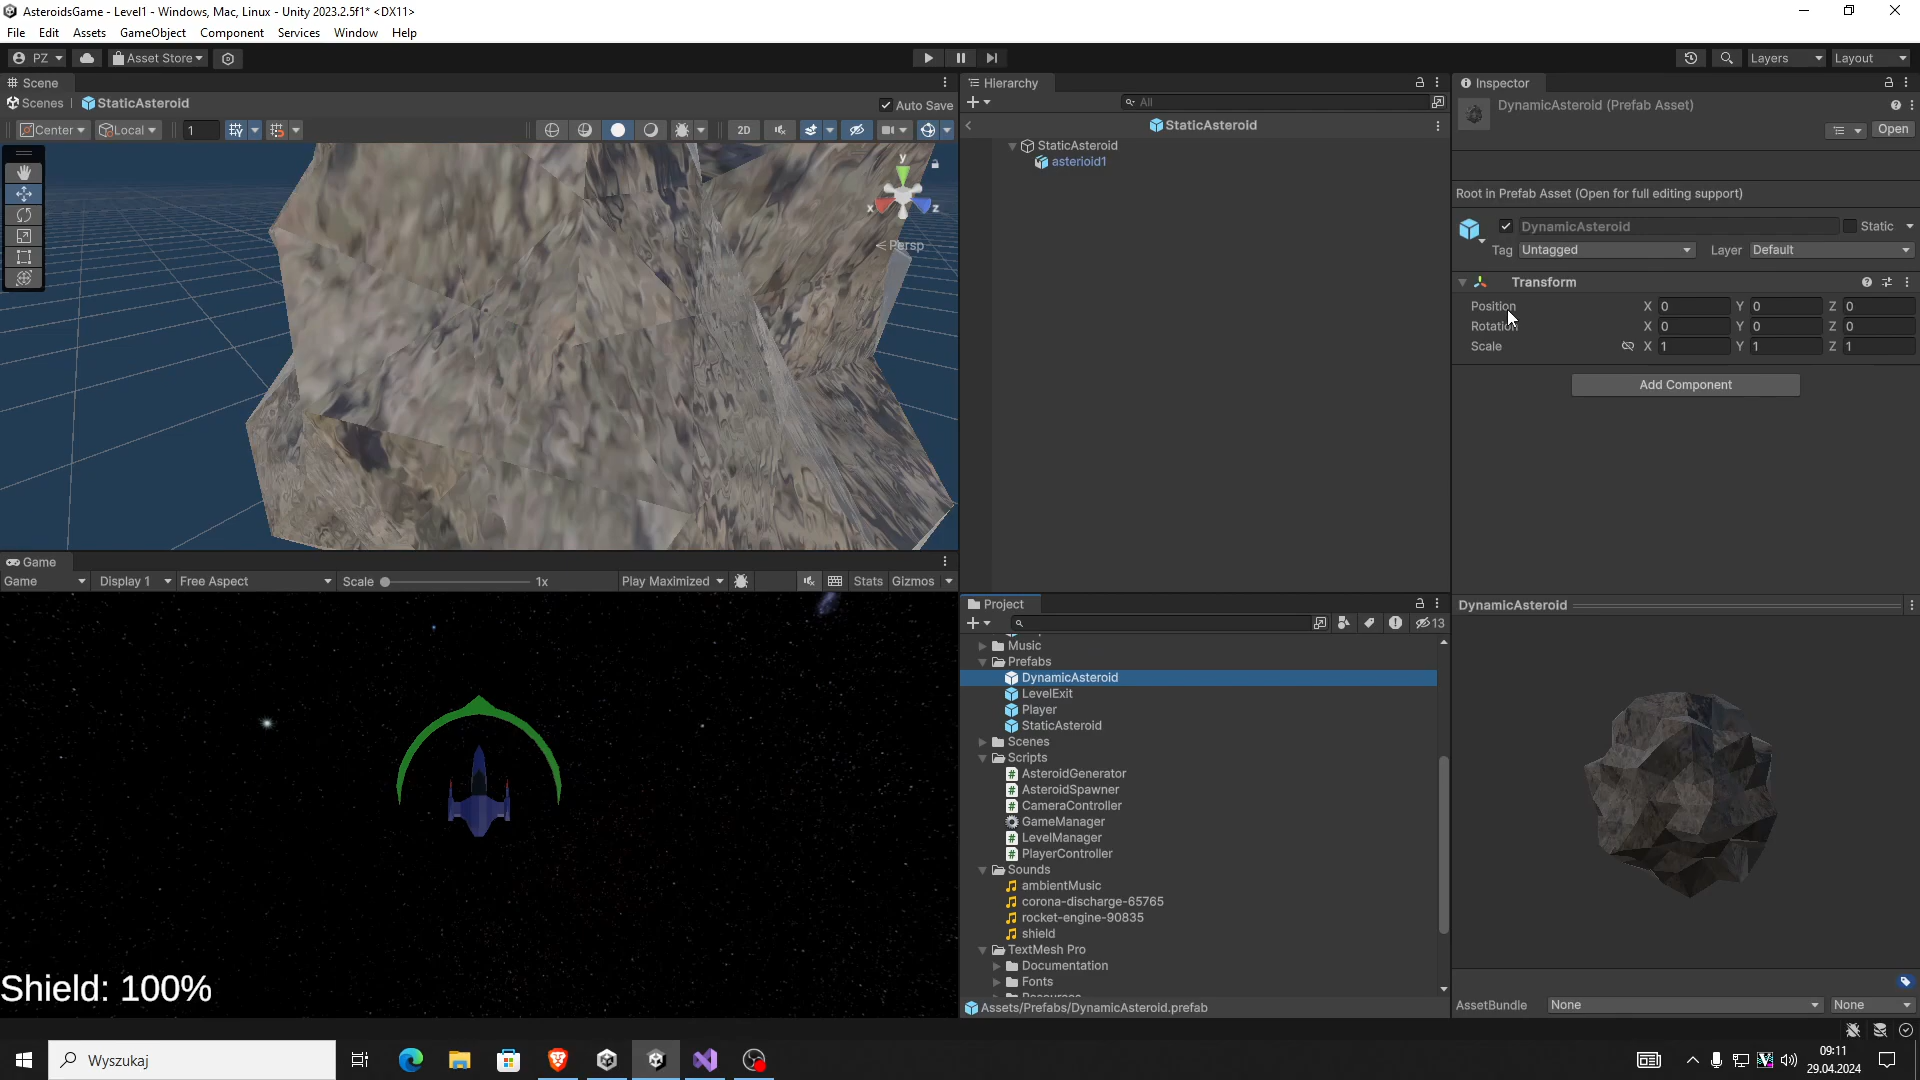 AsteroidsGame - Level1 - Windows, Mac, Linux - Unity 2023.2.5f1* <DX11>
File Edit Assets GameObject Component Services Window Help
PZ Asset Store Layers Layout
Scene
Scenes StaticAsteroid Auto Save
Center Local 1 2D
y
x z
Persp
Game
Game Display 1 Free Aspect Scale 1x Play Maximized Stats Gizmos
Shield: 100%
Hierarchy
All
StaticAsteroid
StaticAsteroid
asterioid1
Project
13
Music
Prefabs
DynamicAsteroid
LevelExit
Player
StaticAsteroid
Scenes
Scripts
AsteroidGenerator
AsteroidSpawner
CameraController
GameManager
LevelManager
PlayerController
Sounds
ambientMusic
corona-discharge-65765
rocket-engine-90835
shield
TextMesh Pro
Documentation
Fonts
Assets/Prefabs/DynamicAsteroid.prefab
Inspector
DynamicAsteroid (Prefab Asset)
Open
Root in Prefab Asset (Open for full editing support)
DynamicAsteroid Static
Tag Untagged Layer Default
Transform
Position X 0 Y 0 Z 0
Rotation X 0 Y 0 Z 0
Scale X 1 Y 1 Z 1
Add Component
DynamicAsteroid
AssetBundle None None
Wyszukaj
09:11
29.04.2024